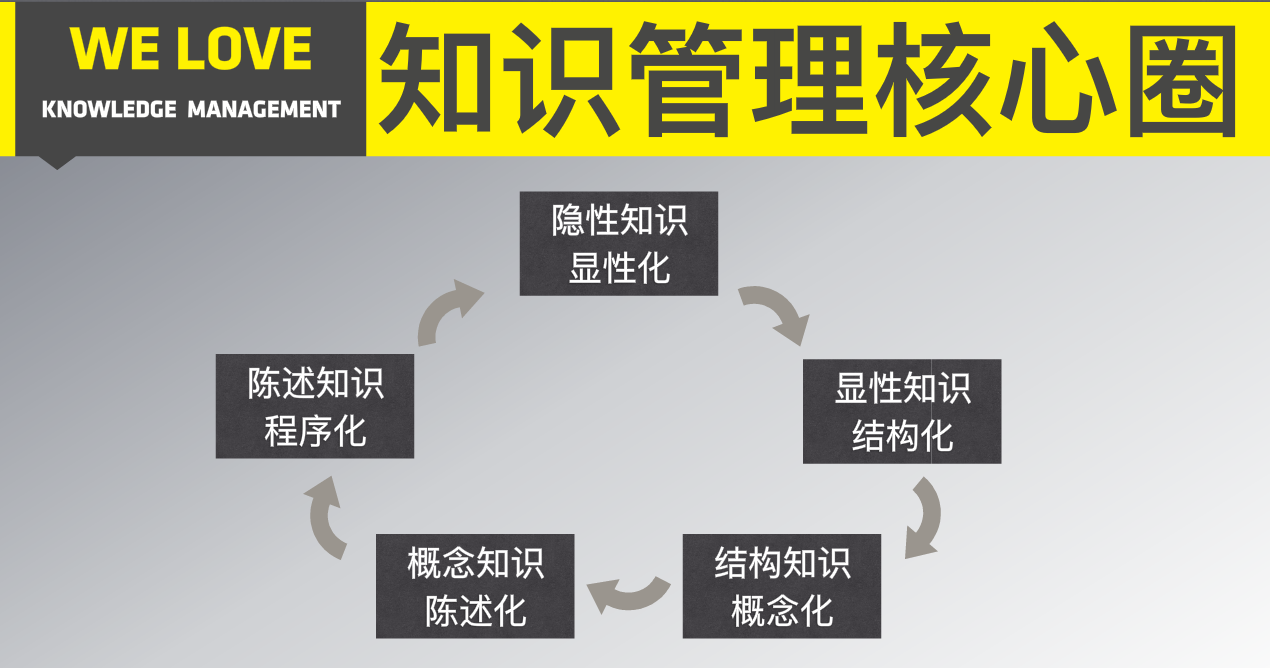 WE LOVE
KNOWLEDGE MANAGEMENT
知识管理核心圈
隐性知识
显性化
显性知识
结构化
结构知识
概念化
概念知识
陈述化
陈述知识
程序化